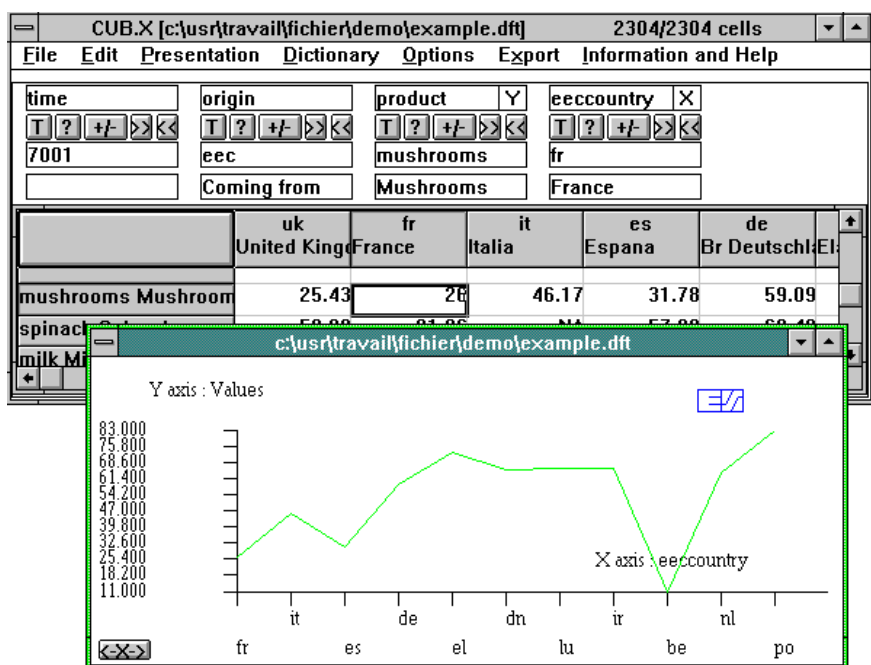 CUB.X [c:\usr\travail\fichier\demo\example.dft] 2304/2304 cells
File Edit Presentation Dictionary Options Export Information and Help
time origin product Y eeccountry X
T ? +/- >> << T ? +/- >> << T ? +/- >> << T ? +/- >> <<
7001 eec mushrooms fr
Coming from Mushrooms France
uk fr it es de
United Kingd France Italia Espana Br Deutschla El
mushrooms Mushroom 25.43 26 46.17 31.78 59.09
spinach
milk Mi
c:\usr\travail\fichier\demo\example.dft
Y axis : Values
83.000
75.800
68.600
61.400
54.200
47.000
39.800
32.600
25.400
18.200
11.000
X axis : eeccountry
it de dn ir nl
<-X-> fr es el lu be po